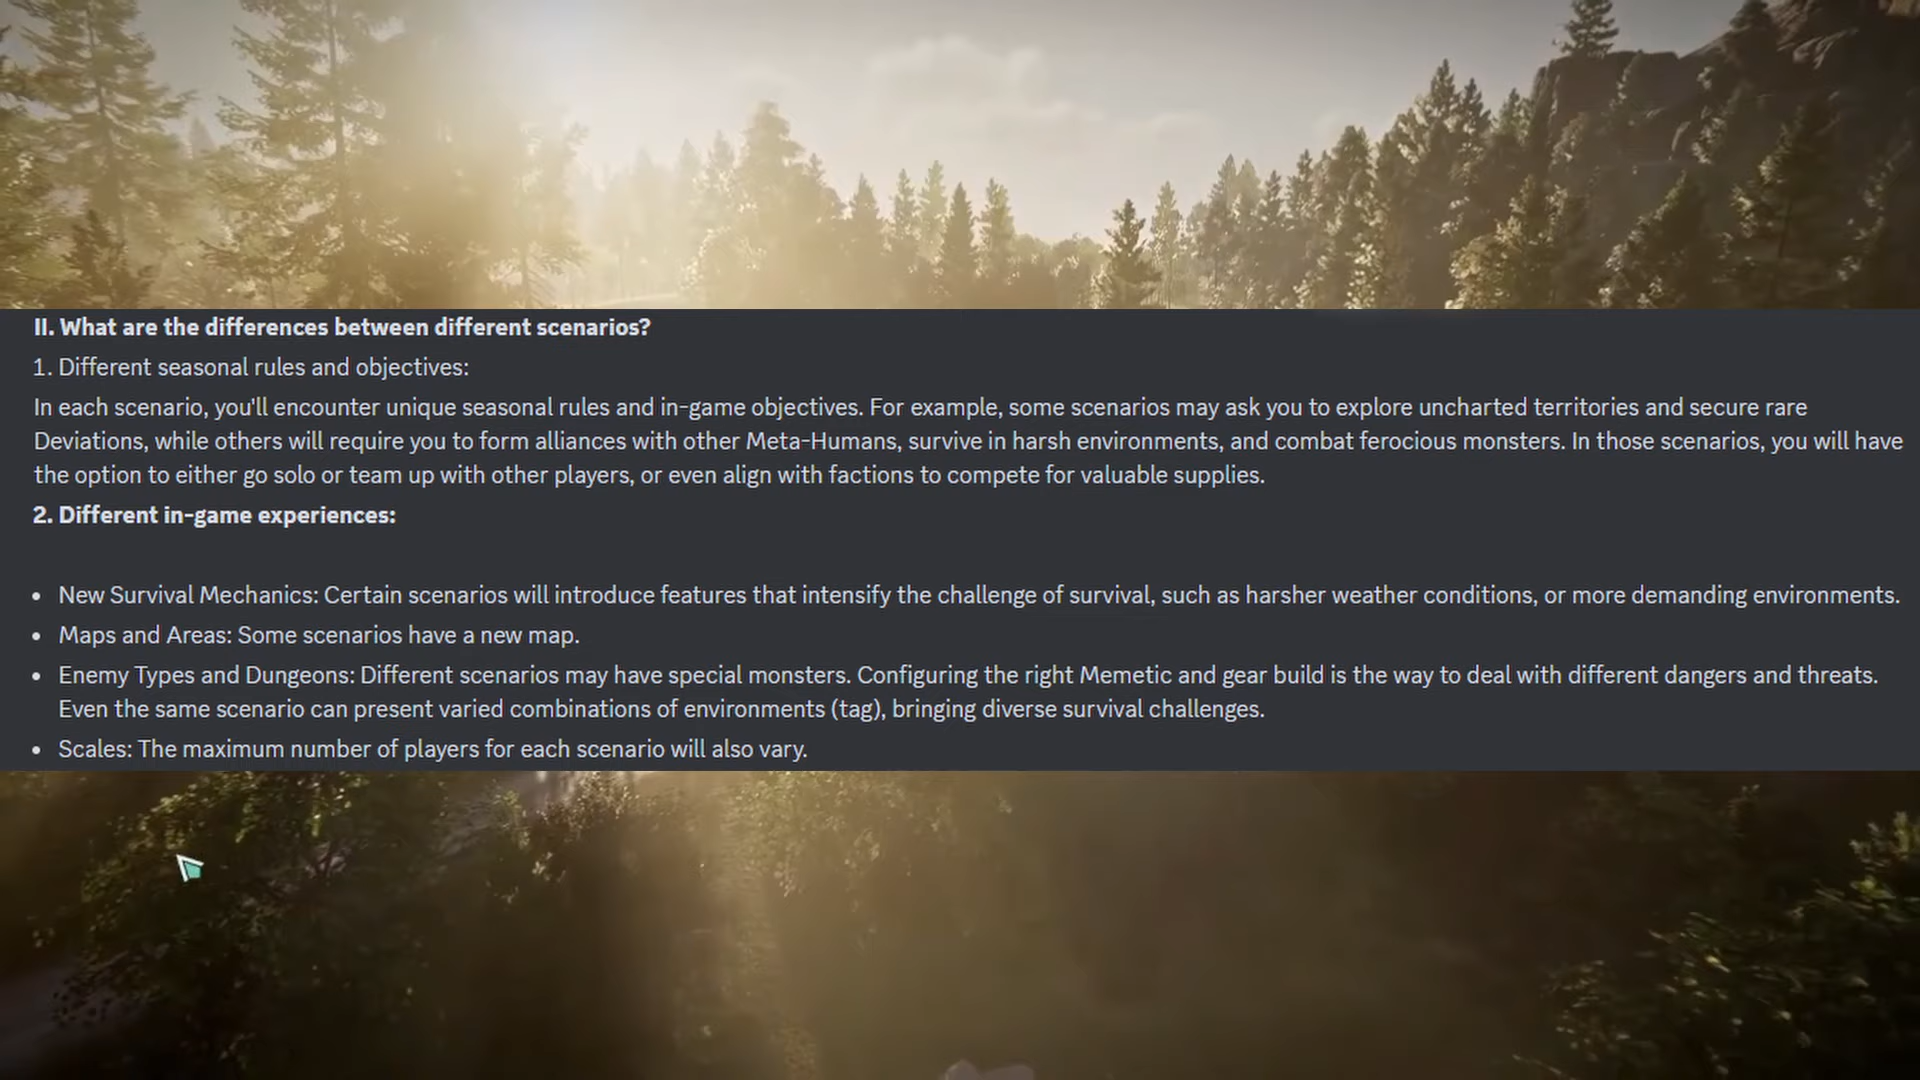 II. What are the differences between different scenarios?
1. Different seasonal rules and objectives:
In each scenario, you'll encounter unique seasonal rules and in-game objectives. For example, some scenarios may ask you to explore uncharted territories and secure rare
Deviations, while others will require you to form alliances with other Meta-Humans, survive in harsh environments, and combat ferocious monsters. In those scenarios, you will have
the option to either go solo or team up with other players, or even align with factions to compete for valuable supplies.
2. Different in-game experiences:
• New Survival Mechanics: Certain scenarios will introduce features that intensify the challenge of survival, such as harsher weather conditions, or more demanding environments.
• Maps and Areas: Some scenarios have a new map.
• Enemy Types and Dungeons: Different scenarios may have special monsters. Configuring the right Memetic and gear build is the way to deal with different dangers and threats.
Even the same scenario can present varied combinations of environments (tag), bringing diverse survival challenges.
• Scales: The maximum number of players for each scenario will also vary.